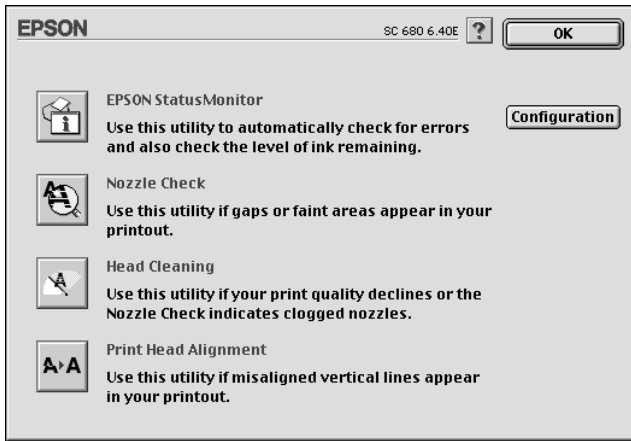 EPSON
SC 680 6.40E
?
OK
EPSON StatusMonitor
Use this utility to automatically check for errors
and also check the level of ink remaining.
Configuration
Nozzle Check
Use this utility if gaps or faint areas appear in your
printout.
Head Cleaning
Use this utility if your print quality declines or the
Nozzle Check indicates clogged nozzles.
Print Head Alignment
Use this utility if misaligned vertical lines appear
in your printout.